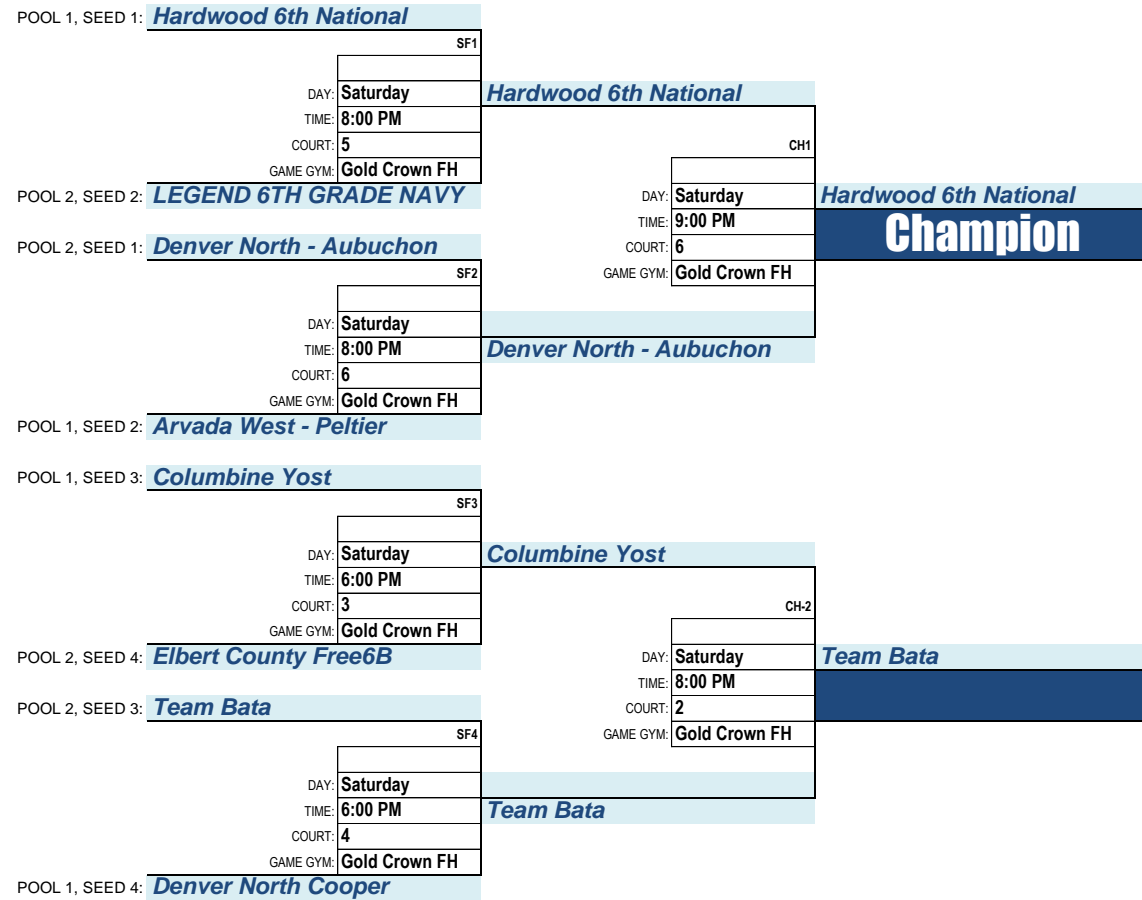 POOL 1, SEED 1: Hardwood 6th National
SF1
DAY: Saturday
Hardwood 6th National
TIME: 8:00 PM
COURT: 5
CH1
GAME GYM: Gold Crown FH
POOL 2, SEED 2: LEGEND 6TH GRADE NAVY
DAY: Saturday
Hardwood 6th National
TIME: 9:00 PM
Champion
POOL 2, SEED 1: Denver North - Aubuchon
COURT: 6
SF2
GAME GYM: Gold Crown FH
DAY: Saturday
TIME: 8:00 PM
Denver North - Aubuchon
COURT: 6
GAME GYM: Gold Crown FH
POOL 1, SEED 2: Arvada West - Peltier
POOL 1, SEED 3: Columbine Yost
SF3
DAY: Saturday
Columbine Yost
TIME: 6:00 PM
COURT: 3
CH-2
GAME GYM: Gold Crown FH
POOL 2, SEED 4: Elbert County Free6B
DAY: Saturday
Team Bata
TIME: 8:00 PM
POOL 2, SEED 3: Team Bata
COURT: 2
SF4
GAME GYM: Gold Crown FH
DAY: Saturday
TIME: 6:00 PM
Team Bata
COURT: 4
GAME GYM: Gold Crown FH
POOL 1, SEED 4: Denver North Cooper